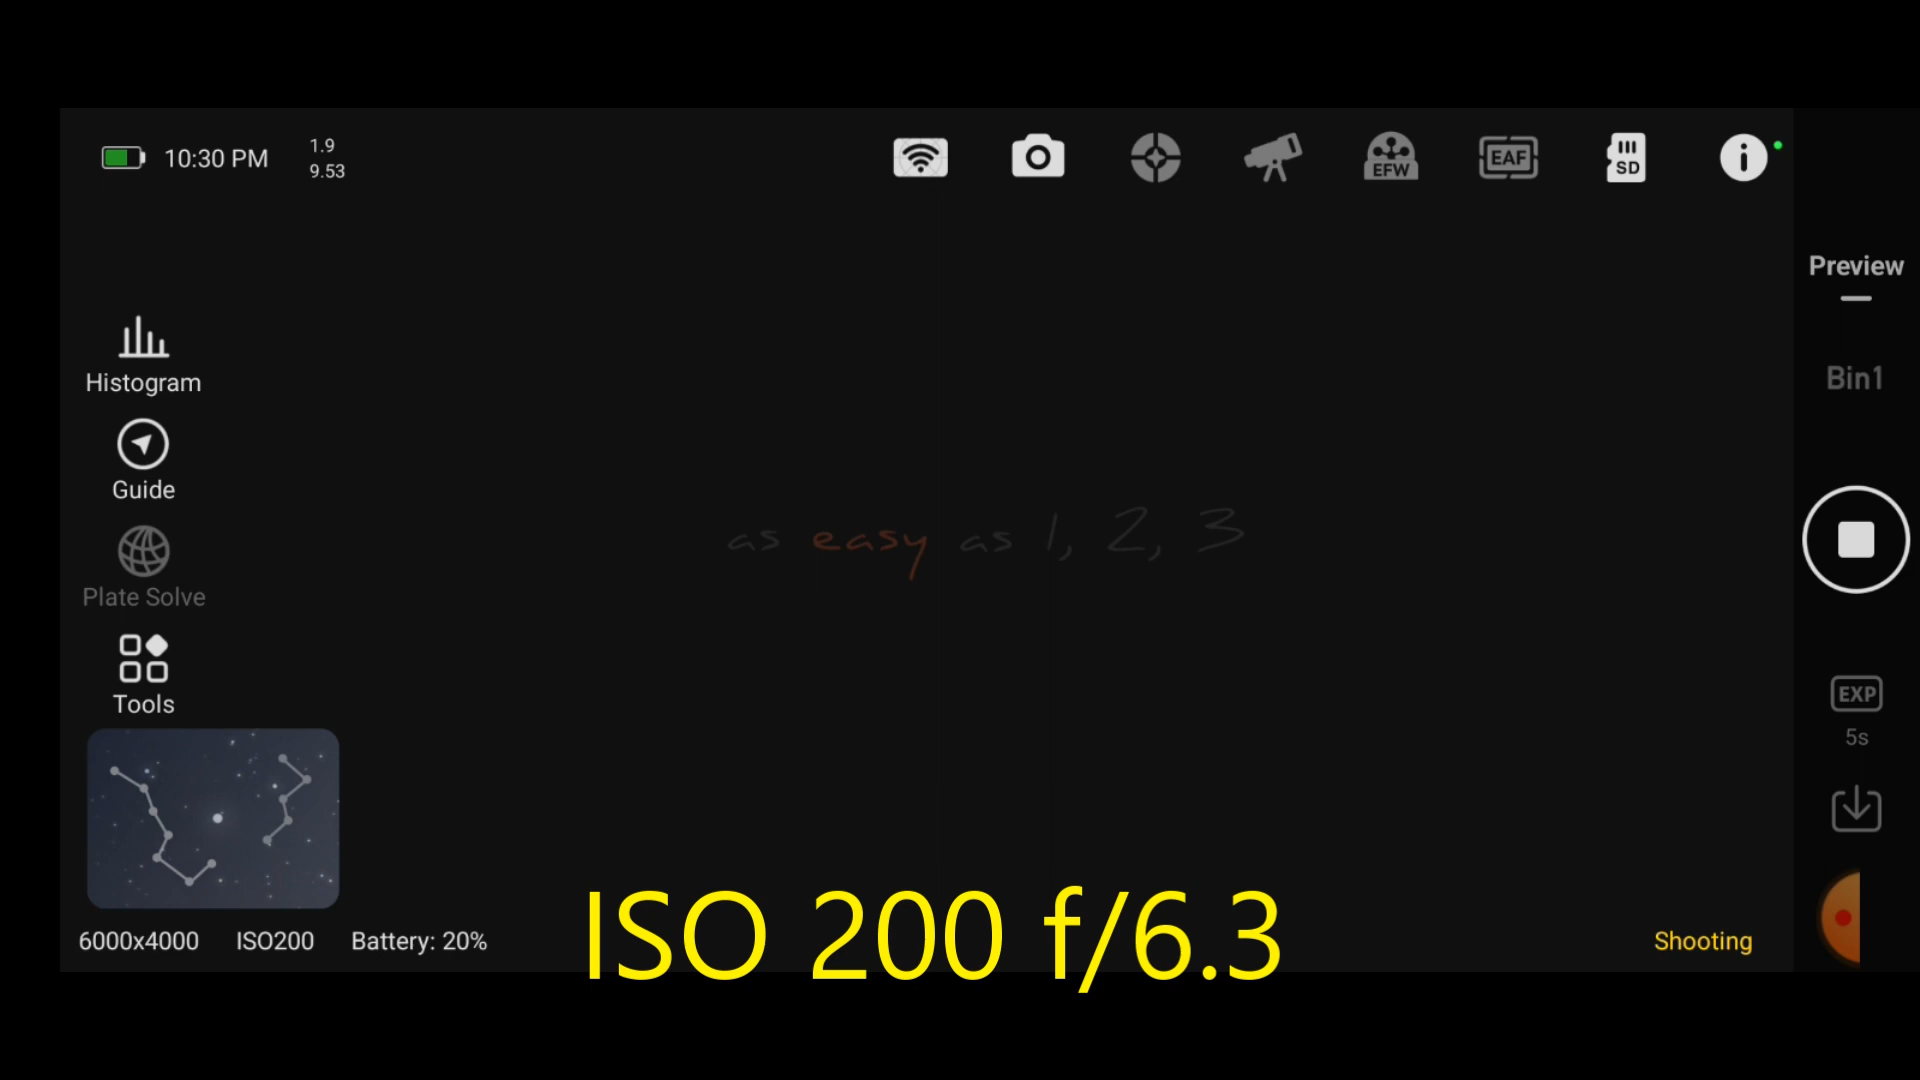 10:30 PM
1.9
9.53
EFW
EAF
SD
Preview
Histogram
Bin1
Guide
as easy as 1, 2, 3
Plate Solve
Tools
EXP
5s
6000x4000 ISO200 Battery: 20%
ISO 200 f/6.3
Shooting